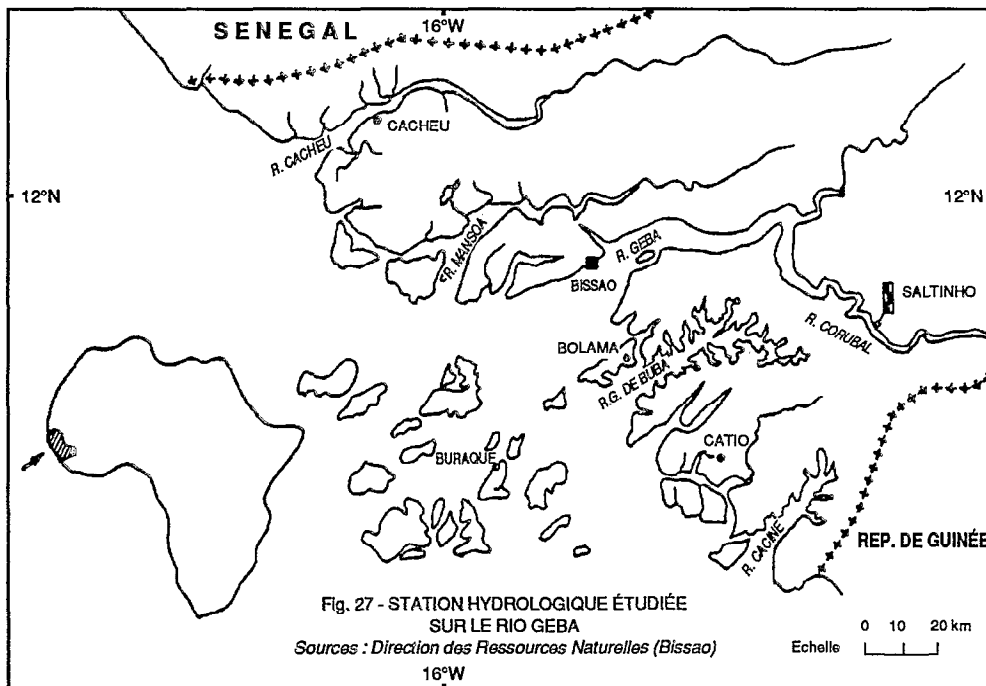 SENEGAL
16°W
CACHEU
R. CACHEU
12°N
12°N
R. MANSOA
R. GEBA
BISSAO
SALTINHO
R. CORUBAL
BOLAMA
R.G. DE BUBA
BURAQUE
CATIO
R. CACINE
REP. DE GUINÉE
Fig. 27 - STATION HYDROLOGIQUE ÉTUDIÉE
SUR LE RIO GEBA
Sources : Direction des Ressources Naturelles (Bissao)
Echelle
0 10 20 km
16°W